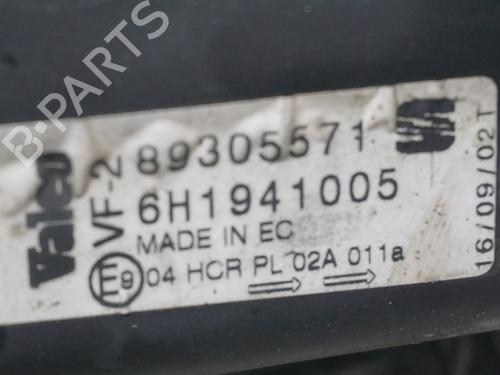 B-PARTS
Valeo
VF-2
89305571
6H1941005
MADE IN EC
E9
04 HCR PL 02A 011a
16/09/02T